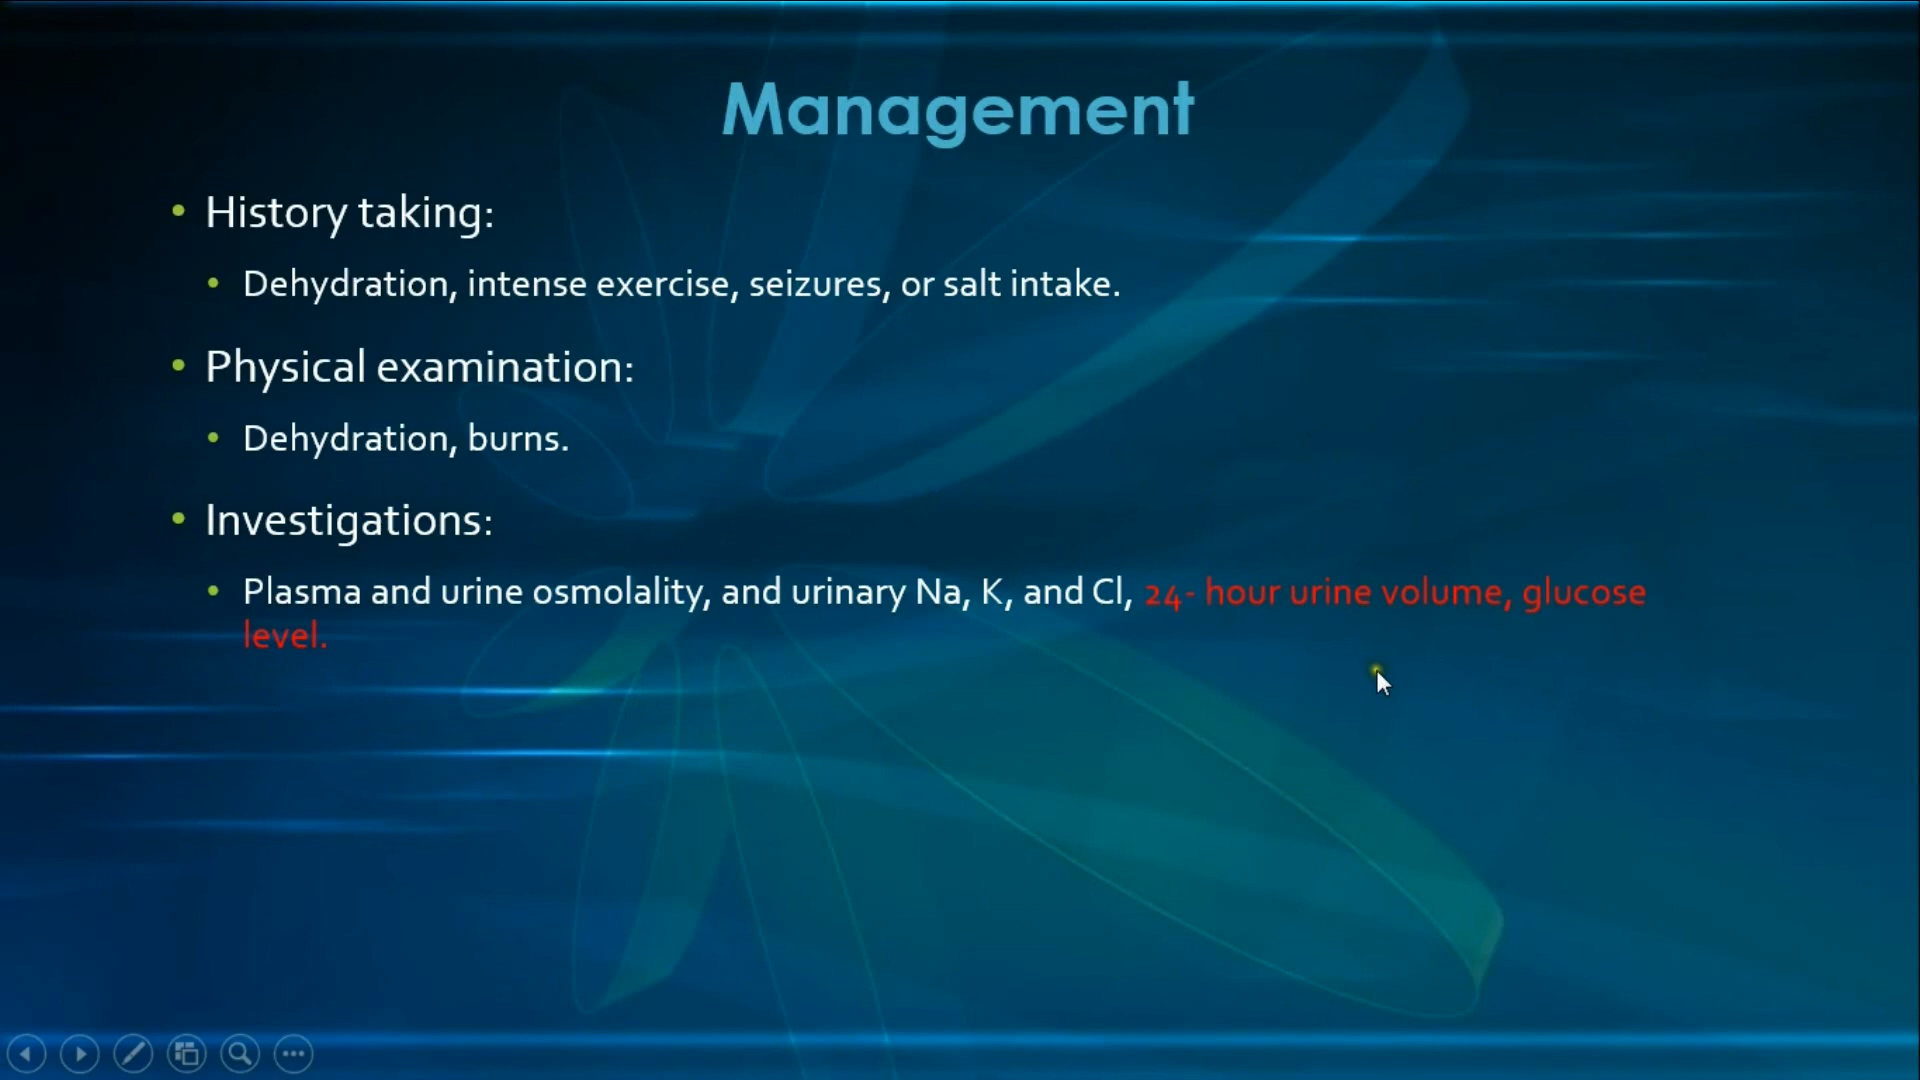 Management
• History taking:
• Dehydration, intense exercise, seizures, or salt intake.
• Physical examination:
• Dehydration, burns.
• Investigations:
• Plasma and urine osmolality, and urinary Na, K, and Cl, 24- hour urine volume, glucose
level.